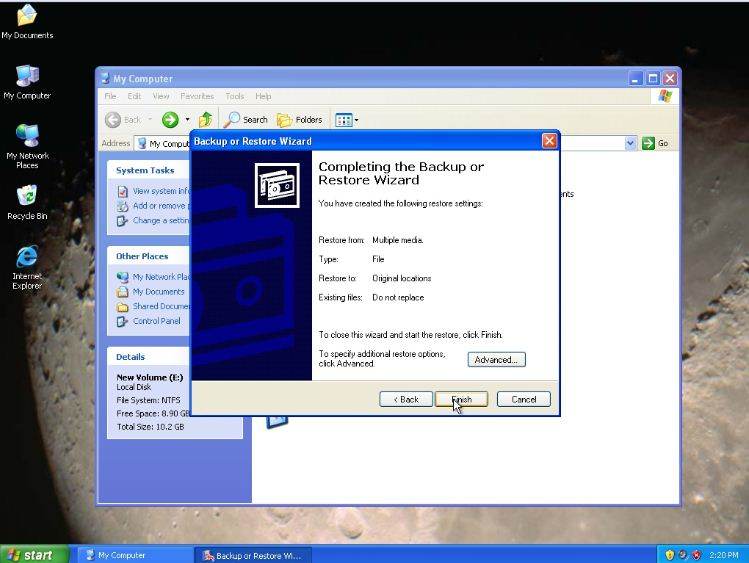 My Documents
My Computer
My Network
Places
Recycle Bin
Internet
Explorer
My Computer
File Edit View Favorites Tools Help
Back Search Folders
Address My Comput Go
System Tasks
View system info
Add or remove p
Change a settin
Other Places
My Network Plac
My Documents
Shared Docume
Control Panel
Details
New Volume (E:)
Local Disk
File System: NTFS
Free Space: 8.90 GB
Total Size: 10.2 GB
ents
Backup or Restore Wizard
Completing the Backup or
Restore Wizard
You have created the following restore settings:
Restore from: Multiple media.
Type: File
Restore to: Original locations
Existing files: Do not replace
To close this wizard and start the restore, click Finish.
To specify additional restore options,
click Advanced.
Advanced...
< Back Finish Cancel
start My Computer Backup or Restore Wi... 2:20 PM